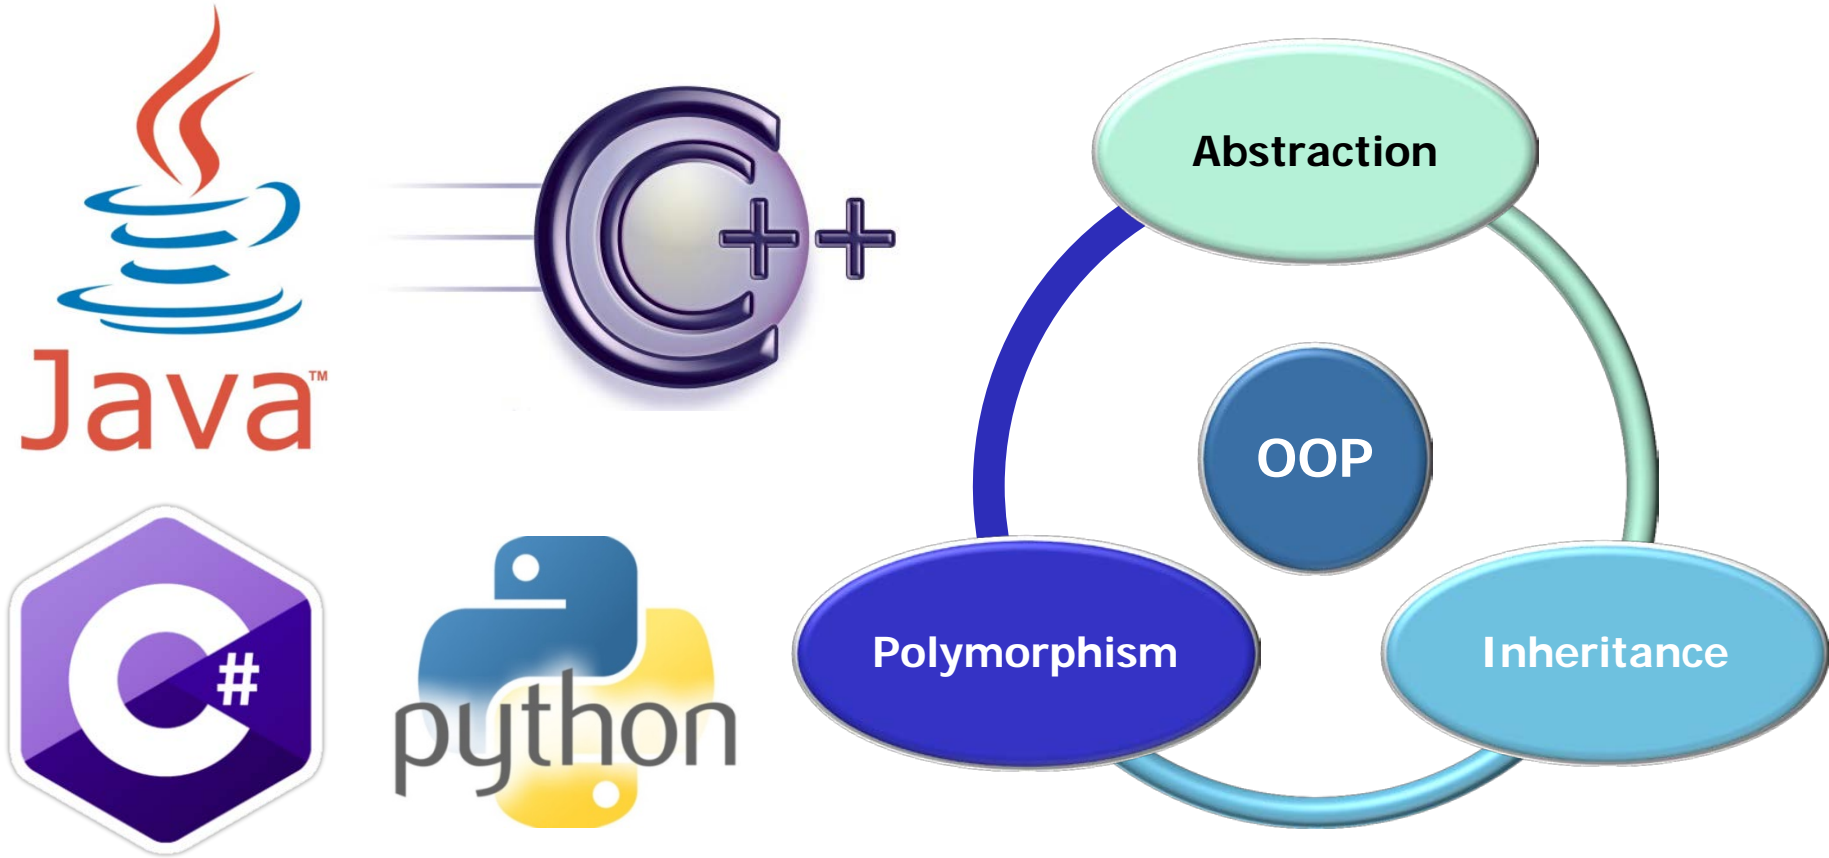 Java™
C++
C#
python
Abstraction
OOP
Polymorphism
Inheritance